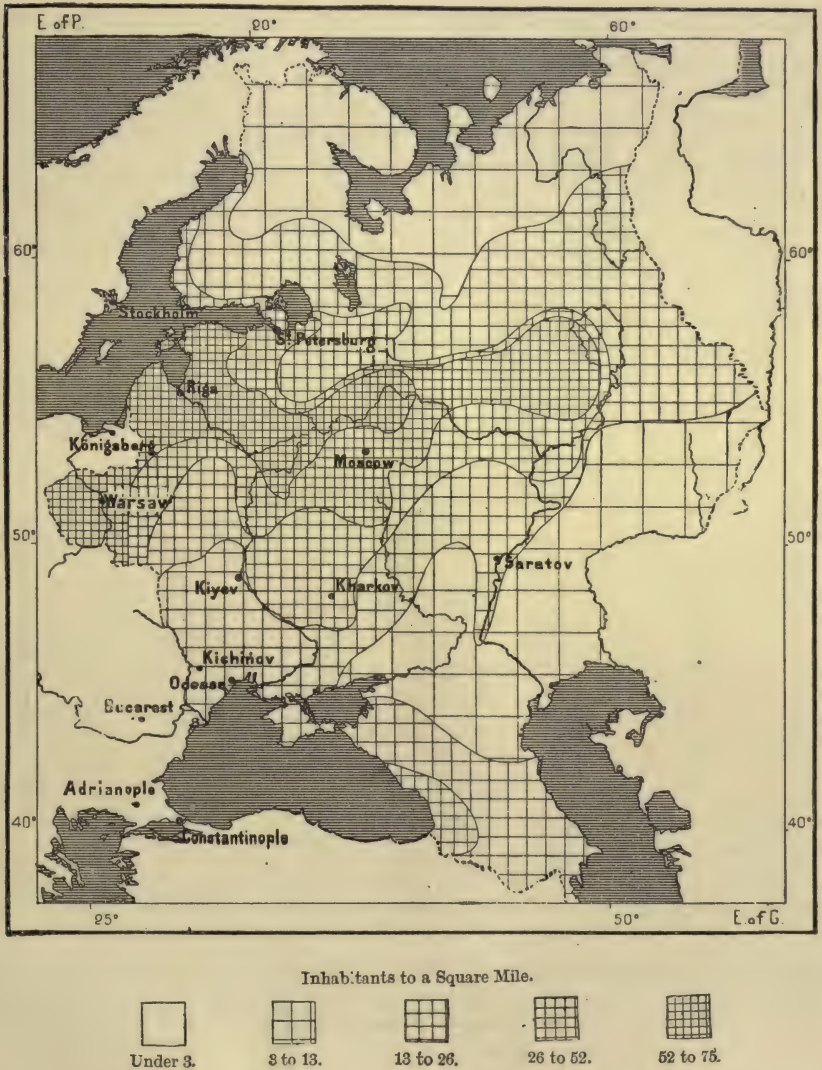 E. of P.
20°
60°
60°
60°
Stockholm
St Petersburg
Riga
Königsberg
Moscow
Warsaw
50°
50°
Saratov
Kiyev
Kharkov
Kichinov
Odessa
Bucarest
Adrianople
40°
40°
Constantinople
25°
50°
E. of G.
Inhabitants to a Square Mile.
Under 3.
3 to 13.
13 to 26.
26 to 52.
52 to 75.